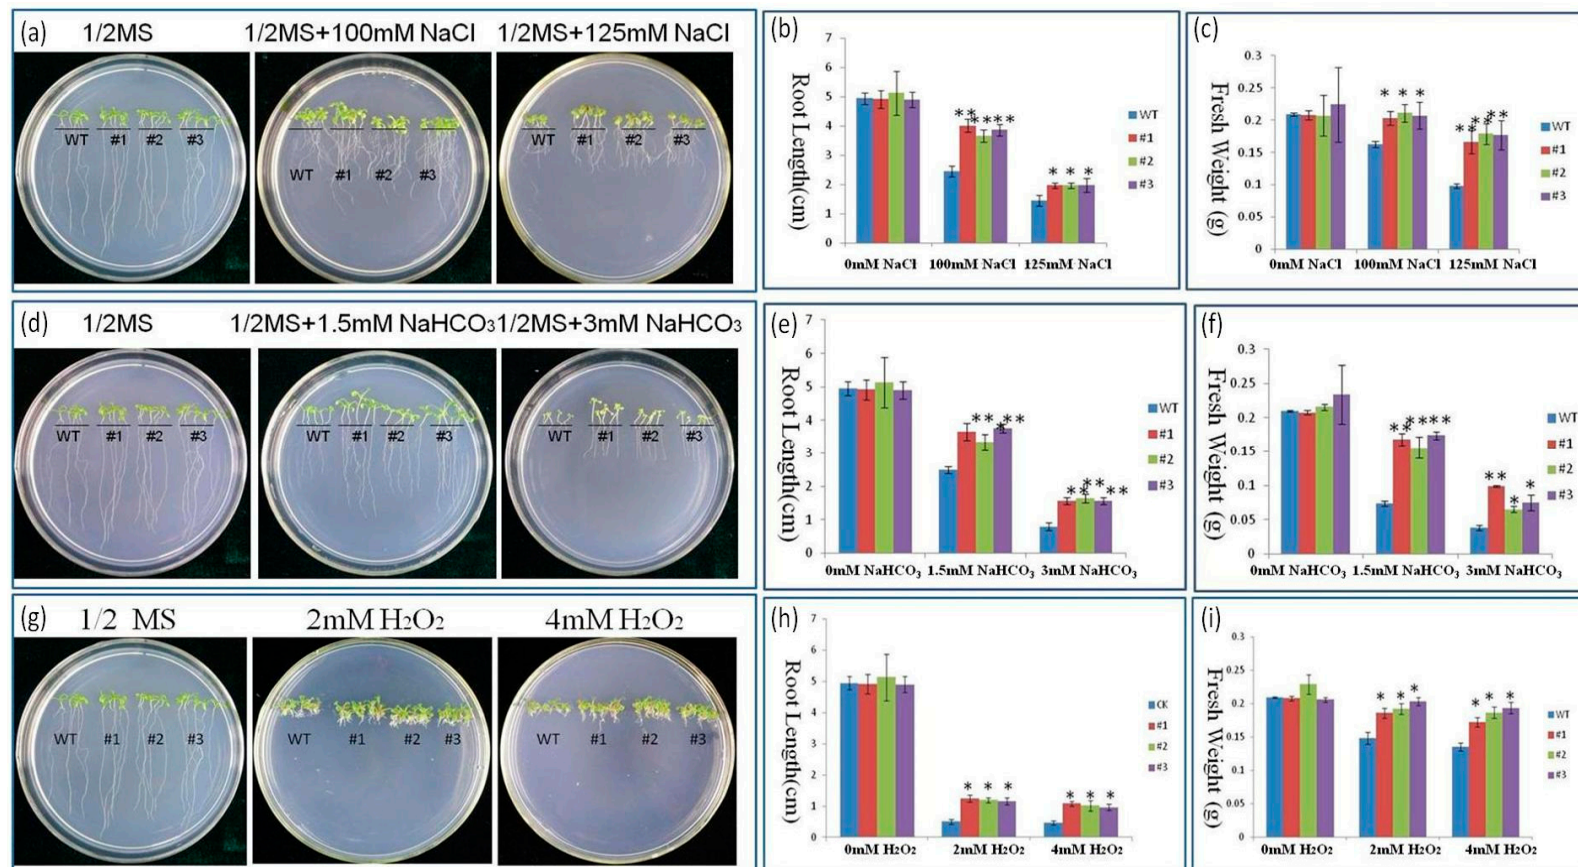 (a) 1/2MS 1/2MS+100mM NaCl 1/2MS+125mM NaCl
WT #1 #2 #3
WT #1 #2 #3
WT #1 #2 #3
(b)
Root Length(cm)
7
6
5
4
3
2
1
0
** **** **
* * *
WT
#1
#2
#3
0mM NaCl 100mM NaCl 125mM NaCl
(c)
Fresh Weight (g)
0.3
0.25
0.2
0.15
0.1
0.05
0
* * *
** ** **
WT
#1
#2
#3
0mM NaCl 100mM NaCl 125mM NaCl
(d) 1/2MS 1/2MS+1.5mM NaHCO₃ 1/2MS+3mM NaHCO₃
WT #1 #2 #3
WT #1 #2 #3
WT #1 #2 #3
(e)
Root Length(cm)
7
6
5
4
3
2
1
0
** ***
** ** **
WT
#1
#2
#3
0mM NaHCO₃ 1.5mM NaHCO₃ 3mM NaHCO₃
(f)
Fresh Weight (g)
0.3
0.25
0.2
0.15
0.1
0.05
0
** ** **
** * *
WT
#1
#2
#3
0mM NaHCO₃ 1.5mM NaHCO₃ 3mM NaHCO₃
(g) 1/2 MS 2mM H₂O₂ 4mM H₂O₂
WT #1 #2 #3
WT #1 #2 #3
WT #1 #2 #3
(h)
Root Length(cm)
7
6
5
4
3
2
1
0
* * *
* * *
CK
#1
#2
#3
0mM H₂O₂ 2mM H₂O₂ 4mM H₂O₂
(i)
Fresh Weight (g)
0.3
0.25
0.2
0.15
0.1
0.05
0
* * *
* * *
WT
#1
#2
#3
0mM H₂O₂ 2mM H₂O₂ 4mM H₂O₂